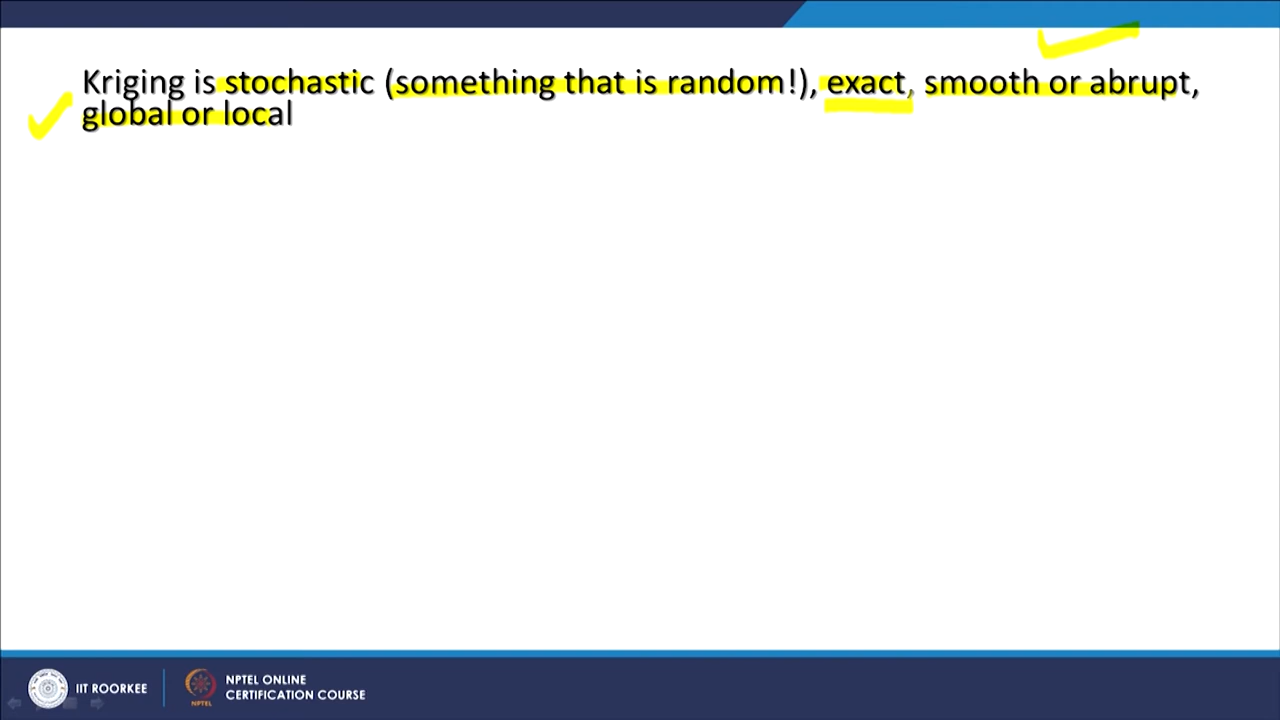 Kriging is stochastic (something that is random!), exact, smooth or abrupt,
global or local
IIT ROORKEE
NPTEL ONLINE
CERTIFICATION COURSE
NPTEL